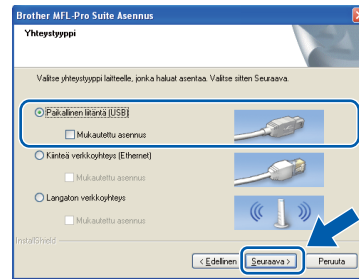 Brother MFL-Pro Suite Asennus
Yhteystyyppi
Valitse yhteystyyppi laitteelle, jonka haluat asentaa. Valitse sitten Seuraava.
Paikallinen liitäntä (USB)
Mukautettu asennus
Kiinteä verkkoyhteys (Ethernet)
Mukautettu asennus
Langaton verkkoyhteys
Mukautettu asennus
InstallShield
< Edellinen Seuraava > Peruuta